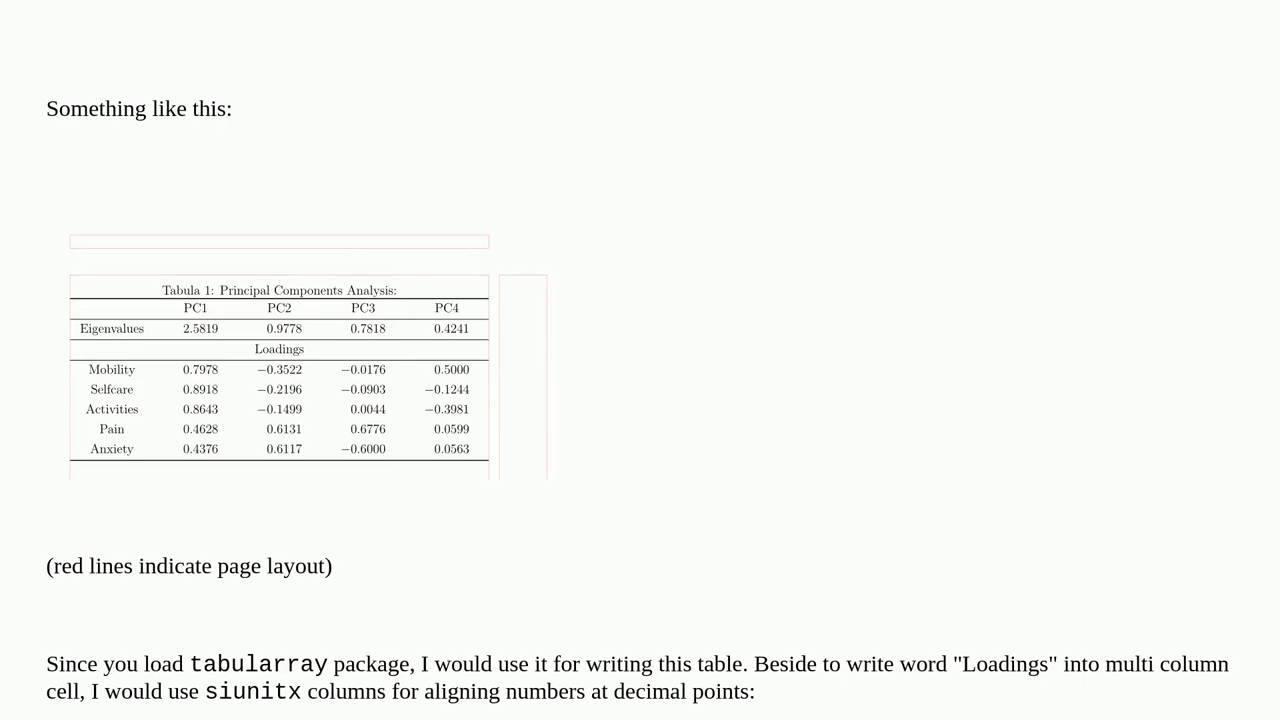 Something like this:
Tabula 1: Principal Components Analysis:
PC1 PC2 PC3 PC4
Eigenvalues 2.5819 0.9778 0.7818 0.4241
Loadings
Mobility 0.7978 −0.3522 −0.0176 0.5000
Selfcare 0.8918 −0.2196 −0.0903 −0.1244
Activities 0.8643 −0.1499 0.0044 −0.3981
Pain 0.4628 0.6131 0.6776 0.0599
Anxiety 0.4376 0.6117 −0.6000 0.0563
(red lines indicate page layout)
Since you load tabularray package, I would use it for writing this table. Beside to write word "Loadings" into multi column
cell, I would use siunitx columns for aligning numbers at decimal points: